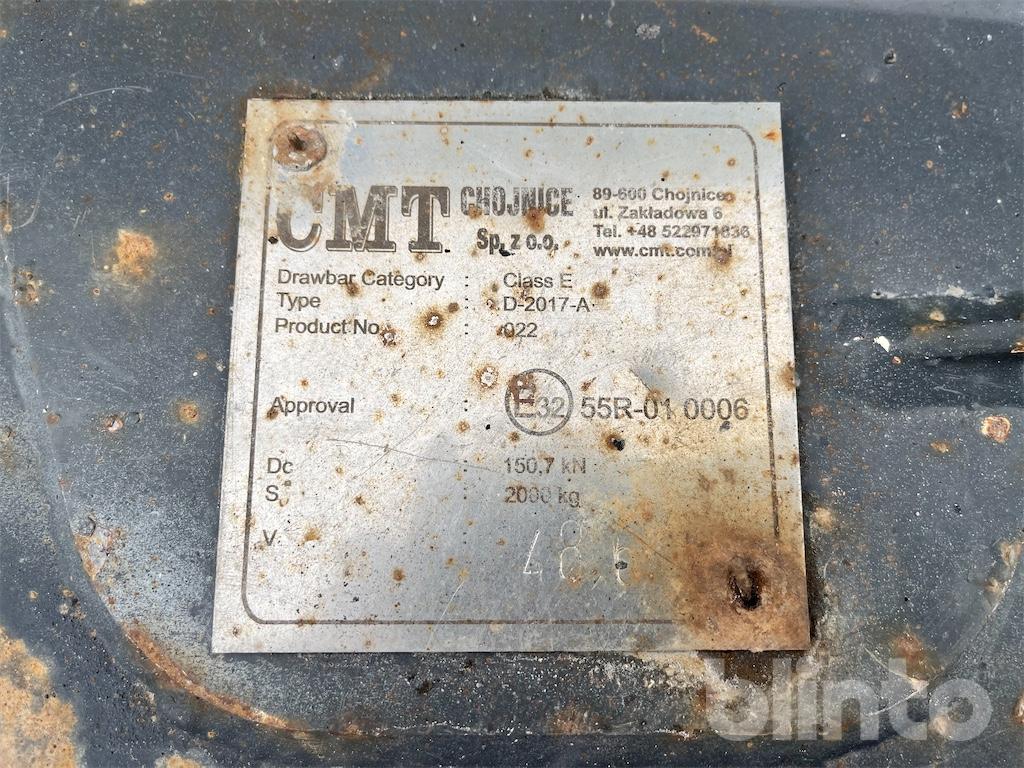 CMT CHOJNICE
Sp. z o.o.
89-600 Chojnice
ul. Zakładowa 6
Tel. +48 522971836
www.cmt.com.pl
Drawbar Category : Class E
Type : D-2017-A
Product No. : 022
Approval : E32 55R-01 0006
Dc : 150,7 kN
S : 2000 kg
V
blinto